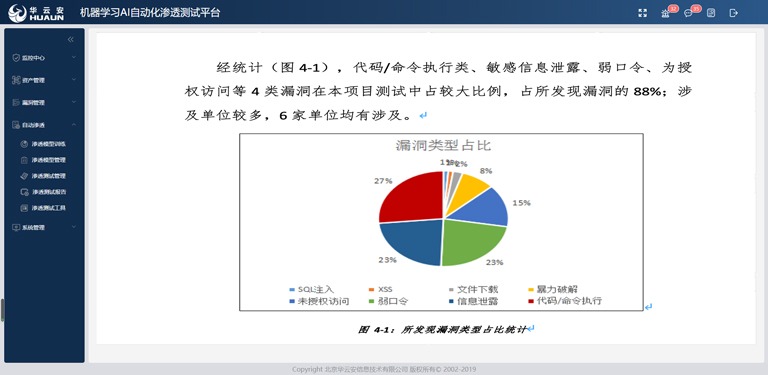 华云安
HUAUN
机器学习AI自动化渗透测试平台
32
25
监控中心
资产管理
漏洞管理
自动渗透
渗透模型训练
渗透模型管理
渗透测试管理
渗透测试报告
渗透测试工具
系统管理
经统计（图 4-1），代码/命令执行类、敏感信息泄露、弱口令、为授
权访问等 4 类漏洞在本项目测试中占较大比例，占所发现漏洞的 88%；涉
及单位较多，6 家单位均有涉及。
漏洞类型占比
1%
1%
2%
8%
15%
23%
23%
27%
SQL注入 XSS 文件下载 暴力破解
未授权访问 弱口令 信息泄露 代码/命令执行
图 4-1：所发现漏洞类型占比统计
Copyright 北京华云安信息技术有限公司 版权所有© 2002-2019